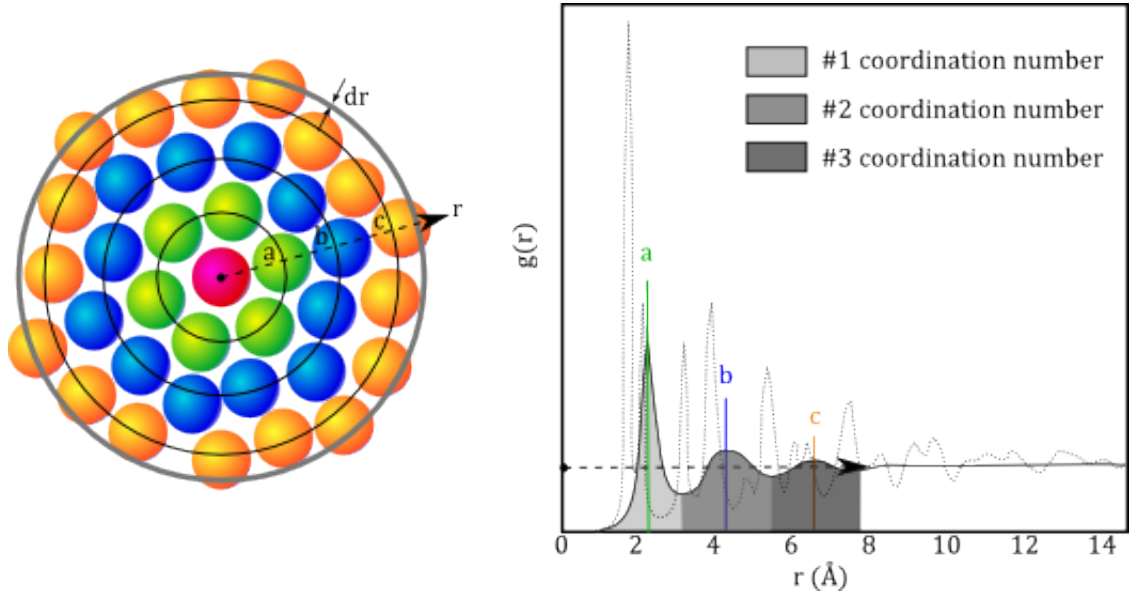 dr
r
a
b
c
#1 coordination number
#2 coordination number
#3 coordination number
g(r)
a
b
c
0 2 4 6 8 10 12 14
r (Å)